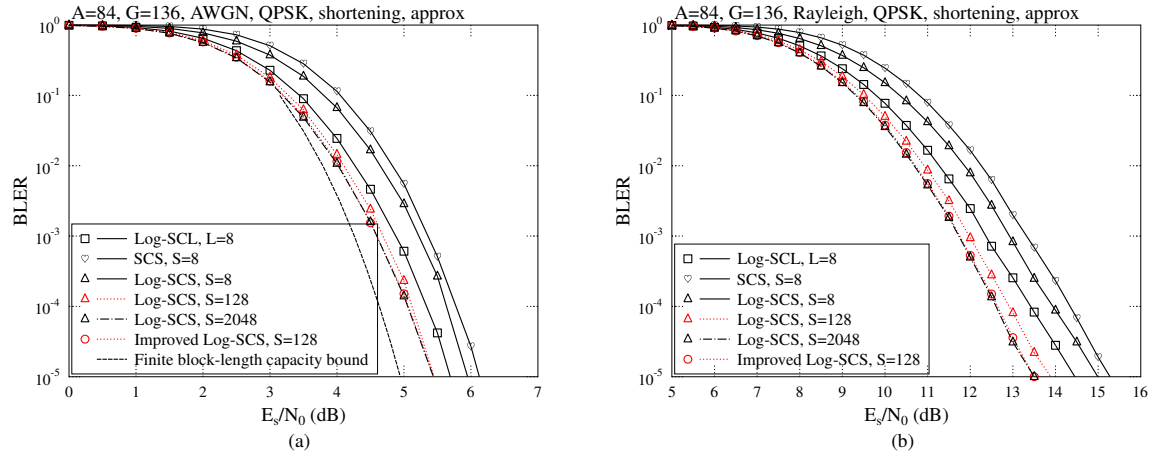 A=84, G=136, AWGN, QPSK, shortening, approx
10^0
10^-1
10^-2
10^-3
10^-4
10^-5
BLER
Log-SCL, L=8
SCS, S=8
Log-SCS, S=8
Log-SCS, S=128
Log-SCS, S=2048
Improved Log-SCS, S=128
Finite block-length capacity bound
0 1 2 3 4 5 6 7
E_s/N_0 (dB)
(a)
A=84, G=136, Rayleigh, QPSK, shortening, approx
10^0
10^-1
10^-2
10^-3
10^-4
10^-5
BLER
Log-SCL, L=8
SCS, S=8
Log-SCS, S=8
Log-SCS, S=128
Log-SCS, S=2048
Improved Log-SCS, S=128
5 6 7 8 9 10 11 12 13 14 15 16
E_s/N_0 (dB)
(b)